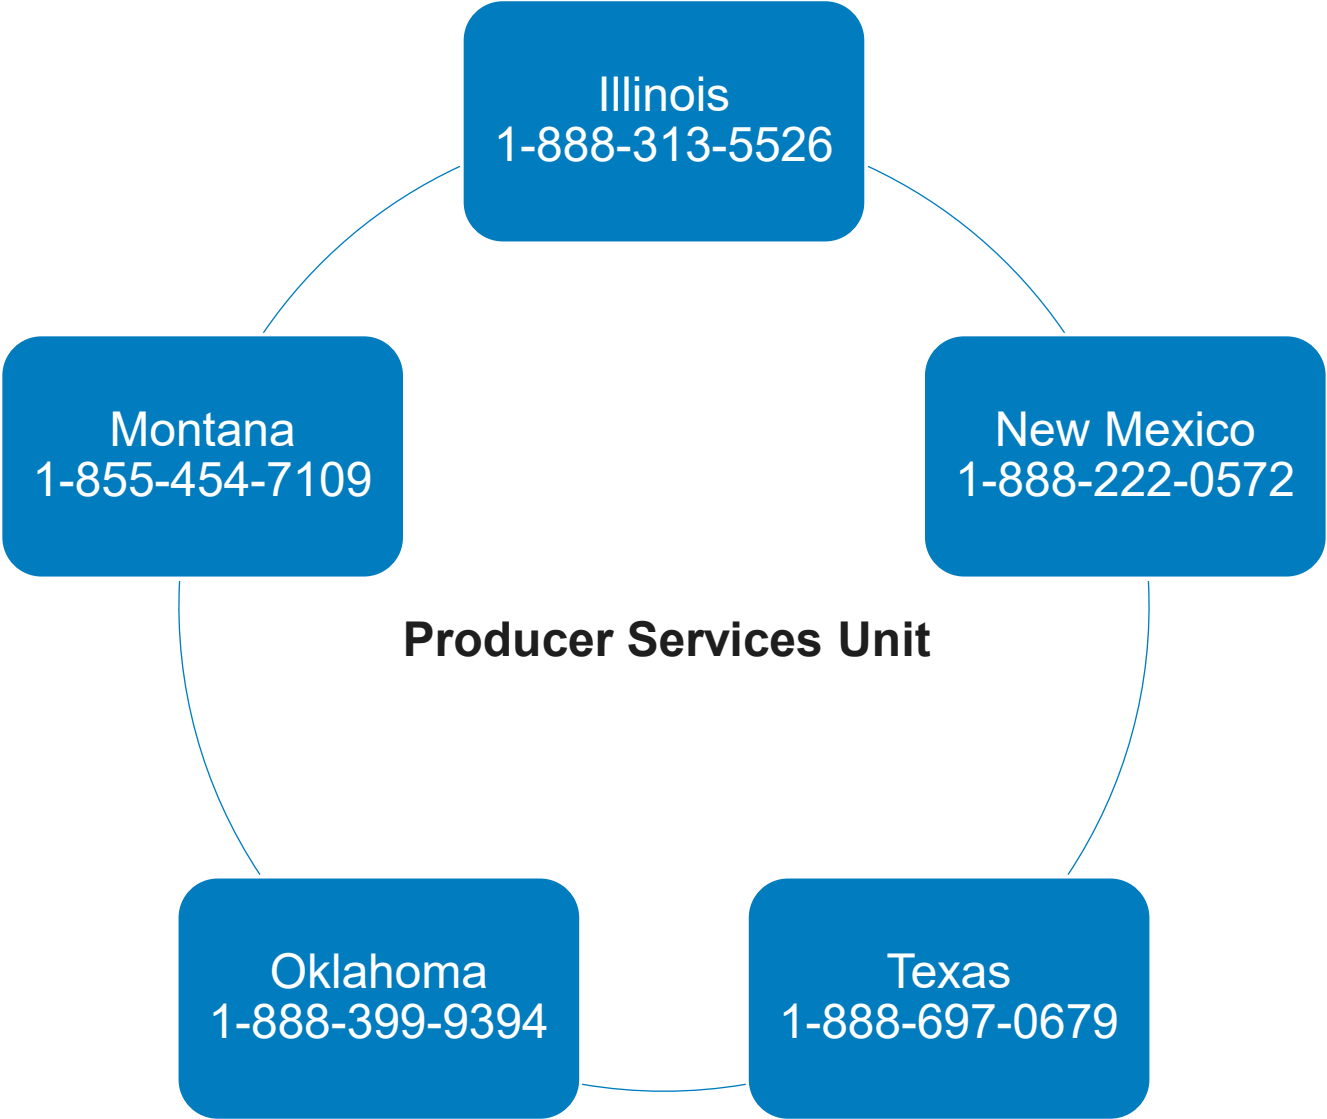 Illinois
1-888-313-5526
Montana
1-855-454-7109
New Mexico
1-888-222-0572
Producer Services Unit
Oklahoma
1-888-399-9394
Texas
1-888-697-0679